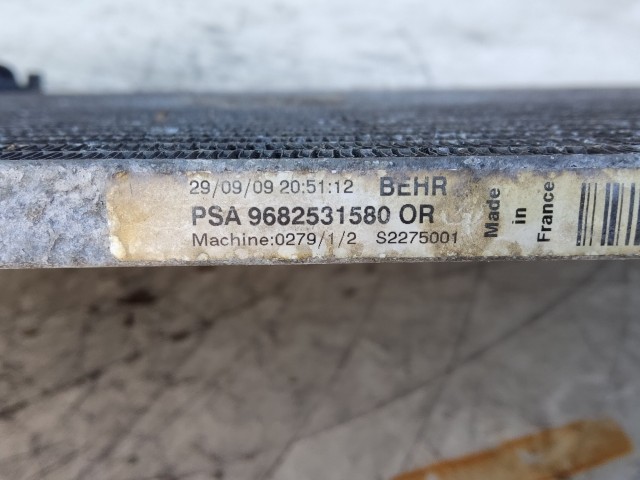 29/09/09 20:51:12 BEHR
PSA 9682531580 OR
Machine:0279/1/2 S2275001
Made
in
France